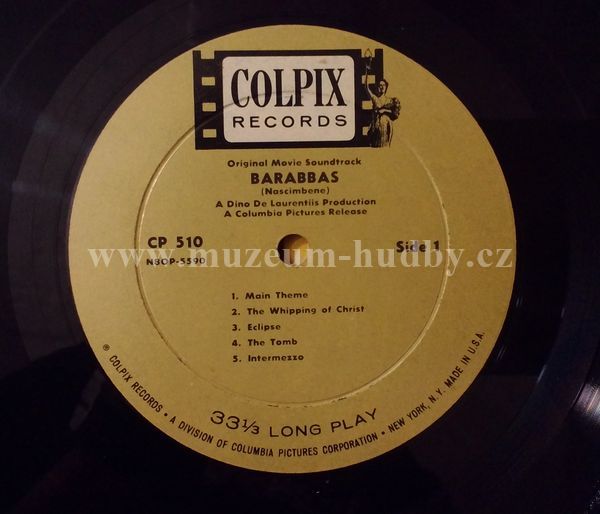 COLPIX
RECORDS
Original Movie Soundtrack
BARABBAS
(Nascimbene)
A Dino De Laurentiis Production
A Columbia Pictures Release
CP 510
Side 1
NBOP-5590
www.muzeum-hudby.cz
1. Main Theme
2. The Whipping of Christ
3. Eclipse
4. The Tomb
5. Intermezzo
33⅓ LONG PLAY
® COLPIX RECORDS · A DIVISION OF COLUMBIA PICTURES CORPORATION · NEW YORK, N. Y. MADE IN U.S.A.